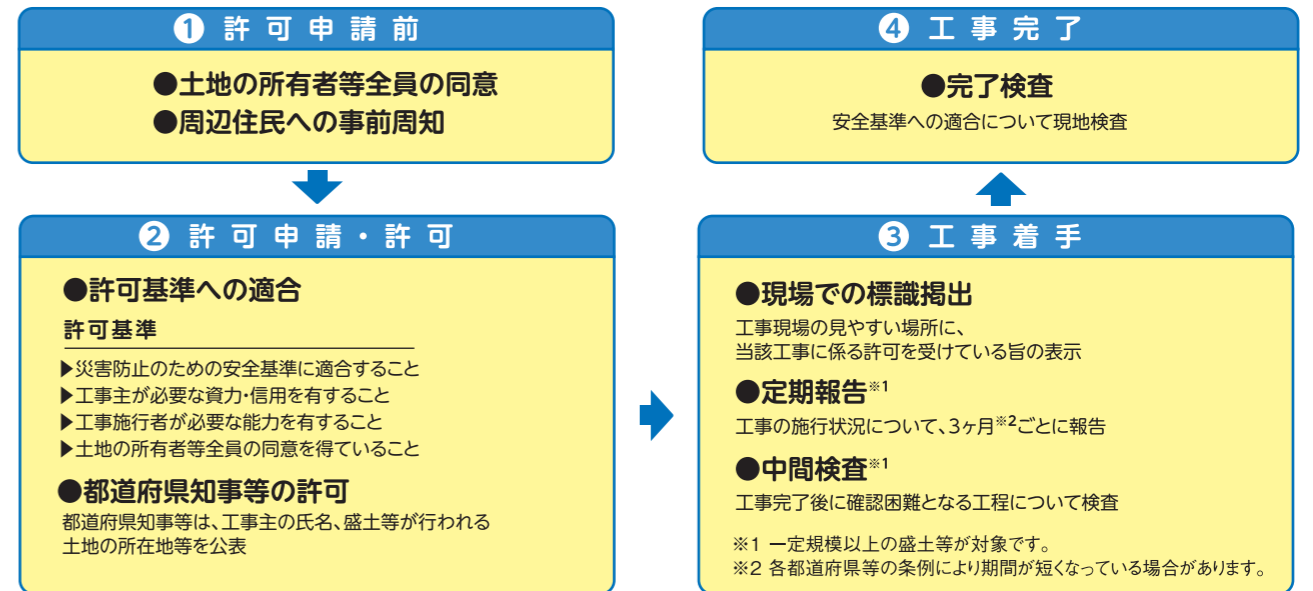 ❶ 許可申請前
●土地の所有者等全員の同意
●周辺住民への事前周知
❷ 許可申請・許可
●許可基準への適合
許可基準
▶災害防止のための安全基準に適合すること
▶工事主が必要な資力・信用を有すること
▶工事施行者が必要な能力を有すること
▶土地の所有者等全員の同意を得ていること
●都道府県知事等の許可
都道府県知事等は、工事主の氏名、盛土等が行われる
土地の所在地等を公表
❸ 工事着手
●現場での標識掲出
工事現場の見やすい場所に、
当該工事に係る許可を受けている旨の表示
●定期報告※1
工事の施行状況について、3ヶ月※2ごとに報告
●中間検査※1
工事完了後に確認困難となる工程について検査
※1 一定規模以上の盛土等が対象です。
※2 各都道府県等の条例により期間が短くなっている場合があります。
❹ 工事完了
●完了検査
安全基準への適合について現地検査